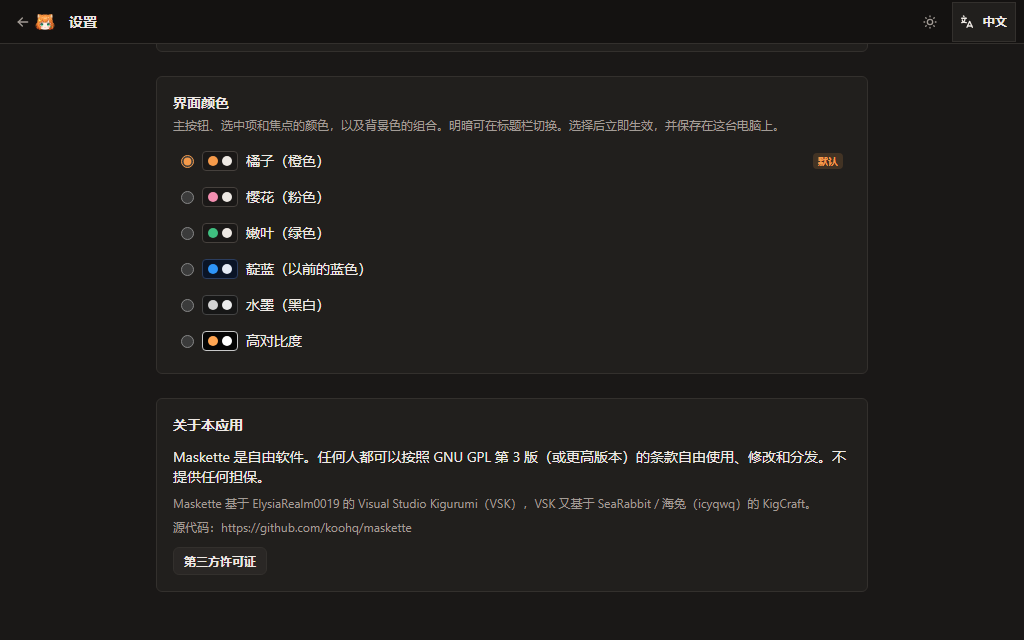 设置
中文
界面颜色
主按钮、选中项和焦点的颜色，以及背景色的组合。明暗可在标题栏切换。选择后立即生效，并保存在这台电脑上。
橘子（橙色）
默认
樱花（粉色）
嫩叶（绿色）
靛蓝（以前的蓝色）
水墨（黑白）
高对比度
关于本应用
Maskette 是自由软件。任何人都可以按照 GNU GPL 第 3 版（或更高版本）的条款自由使用、修改和分发。不
提供任何担保。
Maskette 基于 ElysiaRealm0019 的 Visual Studio Kigurumi（VSK），VSK 又基于 SeaRabbit / 海兔（icyqwq）的 KigCraft。
源代码：https://github.com/koohq/maskette
第三方许可证